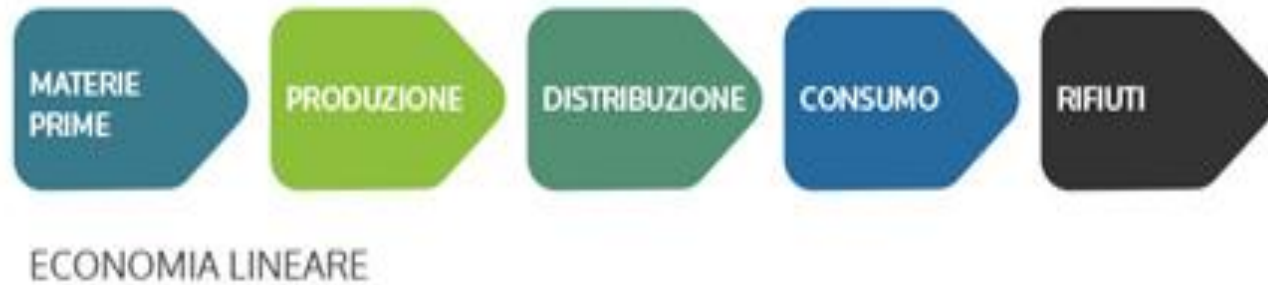 MATERIE
PRIME
PRODUZIONE
DISTRIBUZIONE
CONSUMO
RIFIUTI
ECONOMIA LINEARE